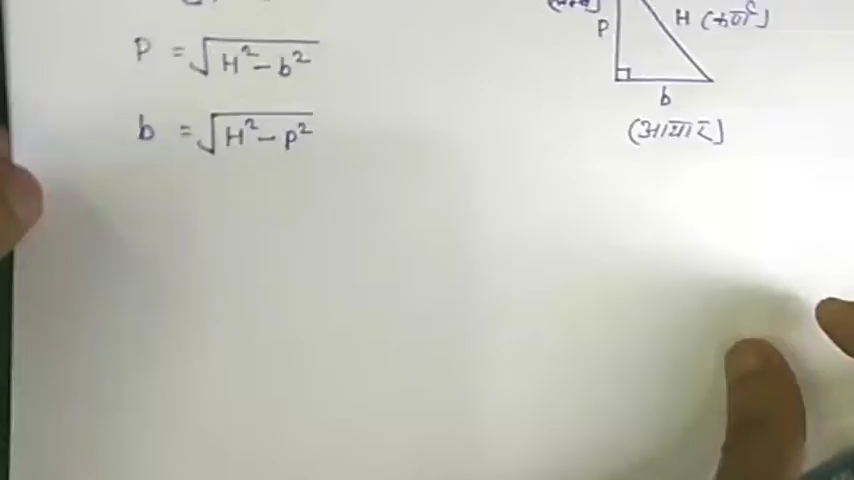 P = √H² − b²
b = √H² − P²
P
H (कर्ण)
b
(आधार)